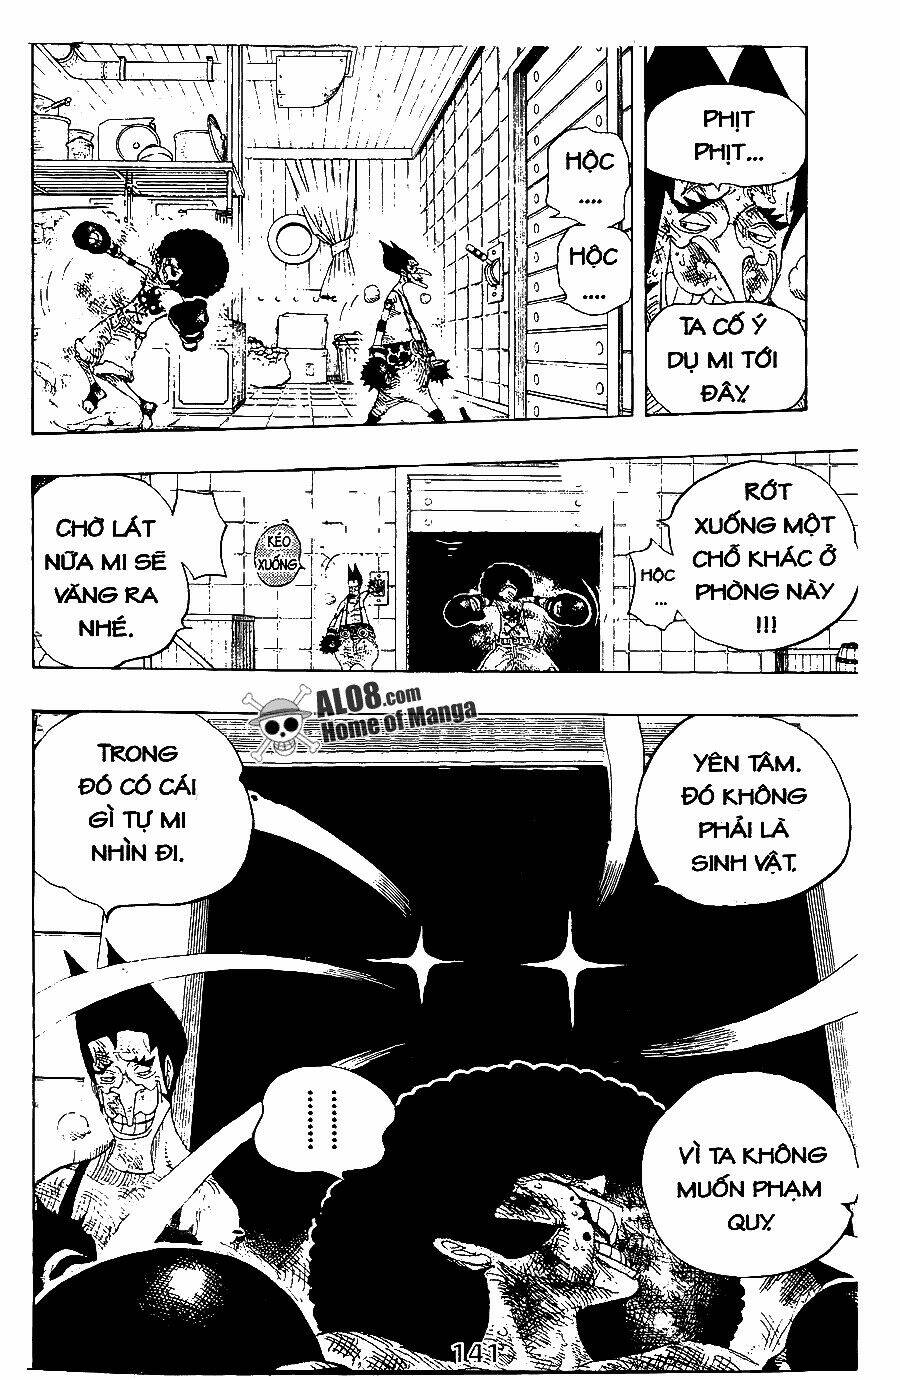 PHỊT
PHỊT...
TA CỐ Ý
DỤ MI TỚI
ĐÂY.
HỘC
.....
HỘC
....
RỚT
XUỐNG MỘT
CHỖ KHÁC Ở
PHÒNG NÀY
!!!
HỘC
...
KÉO
XUỐNG
CHỜ LÁT
NỮA MI SẼ
VĂNG RA
NHÉ.
AL08.com
Home of Manga
YÊN TÂM.
ĐÓ KHÔNG
PHẢI LÀ
SINH VẬT.
TRONG
ĐÓ CÓ CÁI
GÌ TỰ MI
NHÌN ĐI.
VÌ TA KHÔNG
MUỐN PHẠM
QUY.
141